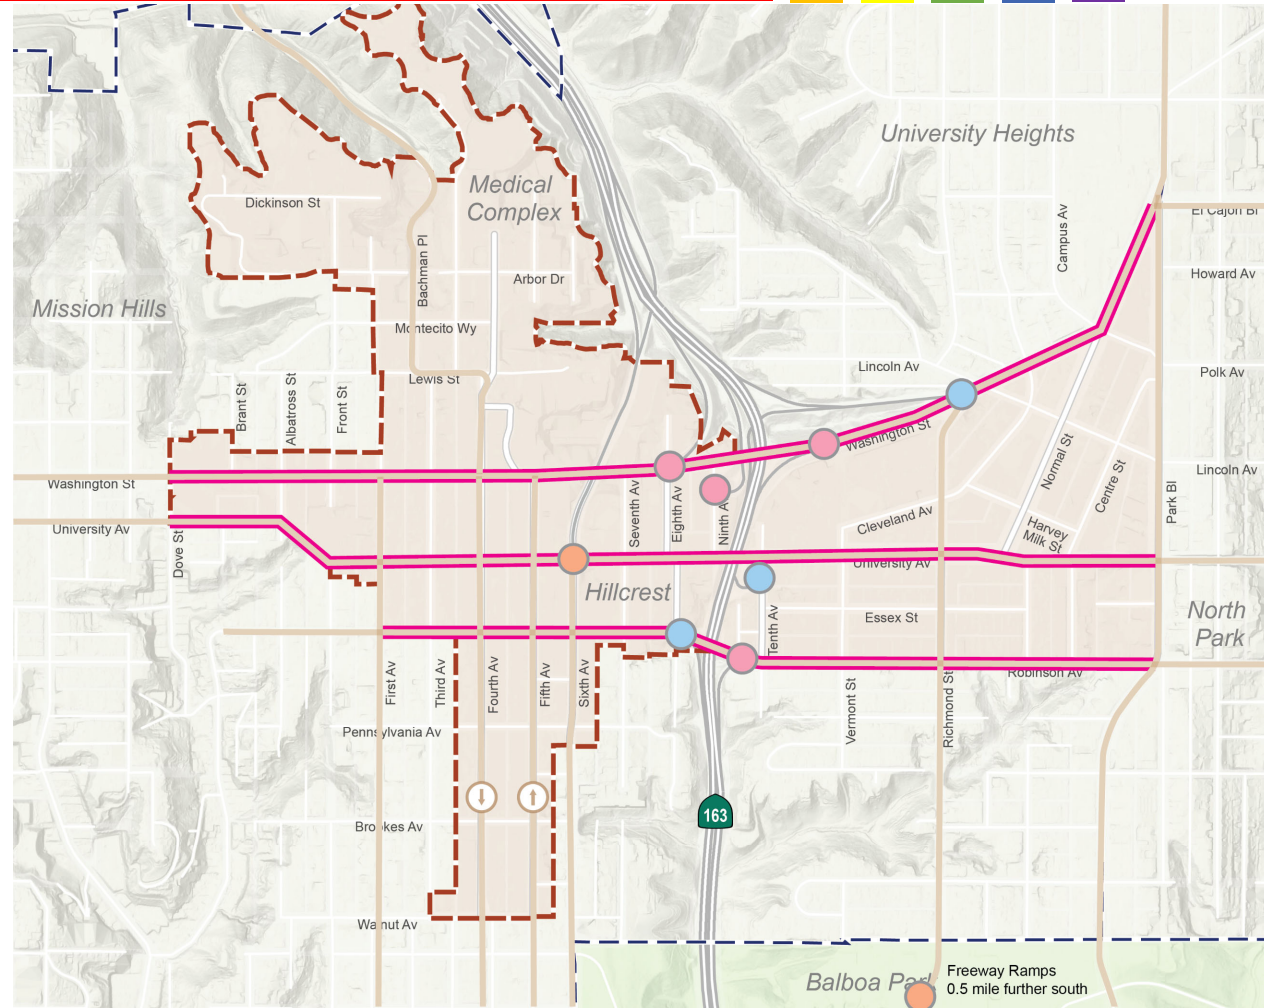 University Heights
Medical
Complex
Dickinson St
Campus Av
El Cajon Bl
Bachman Pl
Arbor Dr
Howard Av
Mission Hills
Montecito Wy
Lincoln Av
Polk Av
Lewis St
Brant St
Albatross St
Front St
Washington St
Normal St
Centre St
Lincoln Av
Washington St
Seventh Av
Eighth Av
Ninth A
Park Bl
Cleveland Av
Harvey
Milk St
University Av
Dove St
University Av
Hillcrest
Essex St
North
Park
Tenth Av
First Av
Third Av
Fourth Av
Fifth Av
Sixth Av
Robinson Av
Vermont St
Richmond St
Pennsylvania Av
163
Brookes Av
Walnut Av
Balboa Park
Freeway Ramps
0.5 mile further south